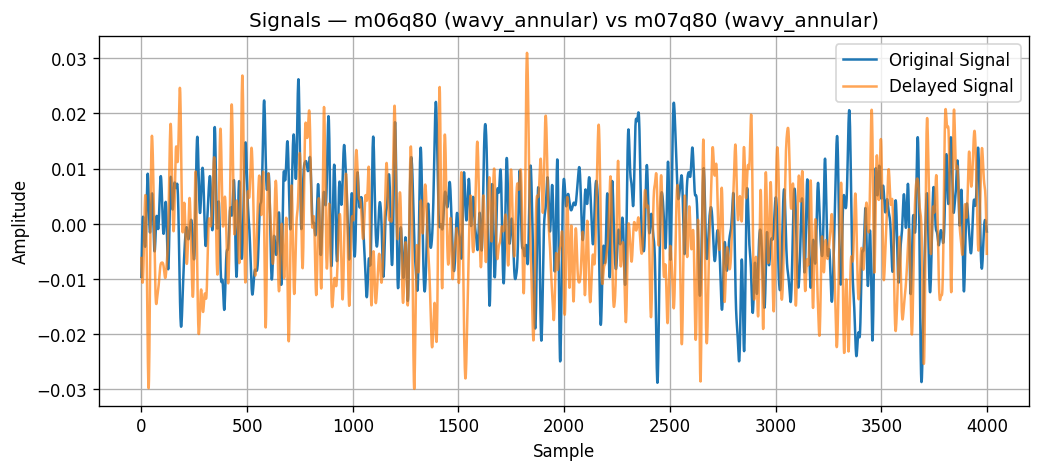 Signals — m06q80 (wavy_annular) vs m07q80 (wavy_annular)
Original Signal
Delayed Signal
Amplitude
0.03
0.02
0.01
0.00
−0.01
−0.02
−0.03
0 500 1000 1500 2000 2500 3000 3500 4000
Sample